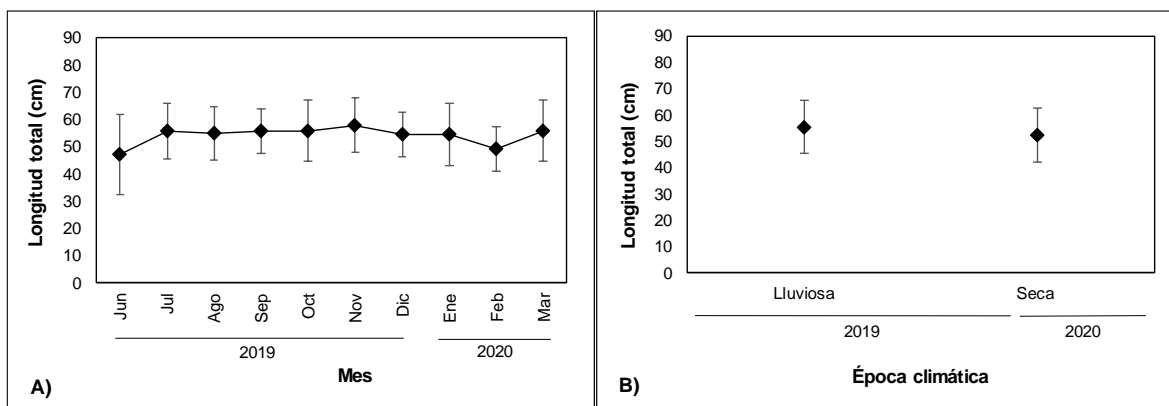 Longitud total (cm)
90
80
70
60
50
40
30
20
10
0
Jun
Jul
Ago
Sep
Oct
Nov
Dic
Ene
Feb
Mar
2019
2020
Mes
A)
Longitud total (cm)
90
80
70
60
50
40
30
20
10
0
Lluviosa
Seca
2019
2020
Época climática
B)